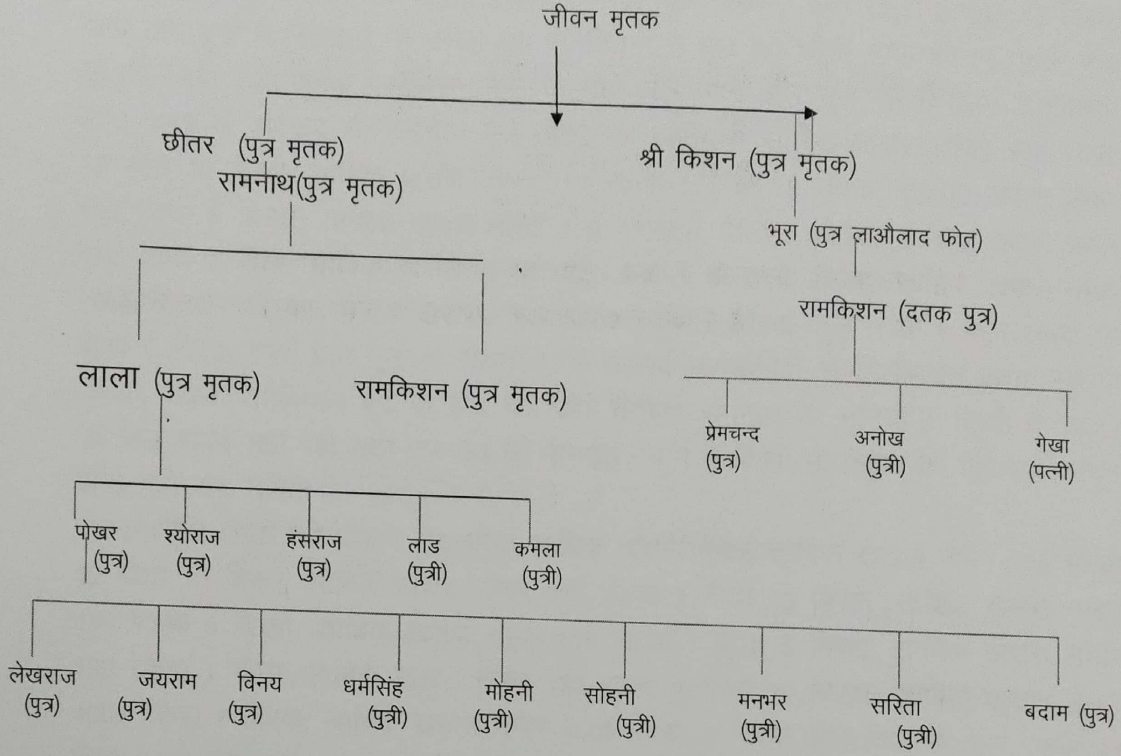 जीवन मृतक
छीतर (पुत्र मृतक)
श्री किशन (पुत्र मृतक)
रामनाथ(पुत्र मृतक)
भूरा (पुत्र लाऔलाद फोत)
रामकिशन (दतक पुत्र)
लाला (पुत्र मृतक)
रामकिशन (पुत्र मृतक)
प्रेमचन्द
(पुत्र)
अनोख
(पुत्री)
गेखा
(पत्नी)
पोखर
(पुत्र)
श्योराज
(पुत्र)
हंसराज
(पुत्र)
लाड
(पुत्री)
कमला
(पुत्री)
लेखराज
(पुत्र)
जयराम
(पुत्र)
विनय
(पुत्र)
धर्मसिंह
(पुत्री)
मोहनी
(पुत्री)
सोहनी
(पुत्री)
मनभर
(पुत्री)
सरिता
(पुत्री)
बदाम (पुत्र)